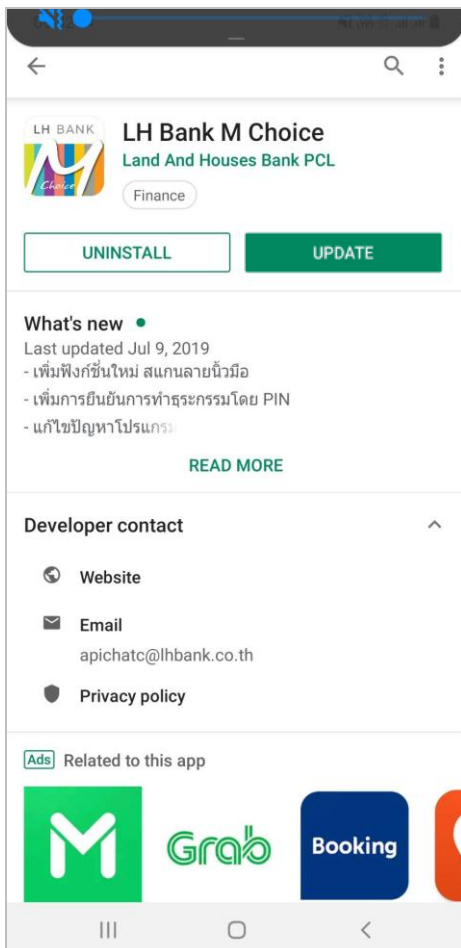 LH BANK
M
Choice
LH Bank M Choice
Land And Houses Bank PCL
Finance
UNINSTALL
UPDATE
What's new
Last updated Jul 9, 2019
- เพิ่มฟังก์ชั่นใหม่ สแกนลายนิ้วมือ
- เพิ่มการยืนยันการทำธุระกรรมโดย PIN
- แก้ไขปัญหาโปรแกรม
READ MORE
Developer contact
Website
Email
apichatc@lhbank.co.th
Privacy policy
Ads Related to this app
M
Grab
Booking